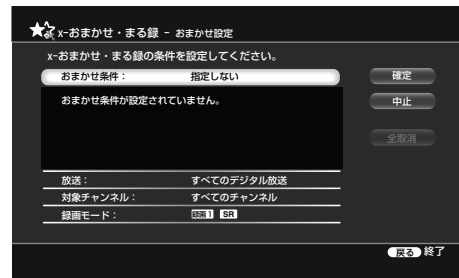 x-おまかせ・まる録 - おまかせ設定
x-おまかせ・まる録の条件を設定してください。
おまかせ条件： 指定しない
確定
おまかせ条件が設定されていません。
中止
全取消
放送： すべてのデジタル放送
対象チャンネル： すべてのチャンネル
録画モード： 録画1 SR
戻る 終了